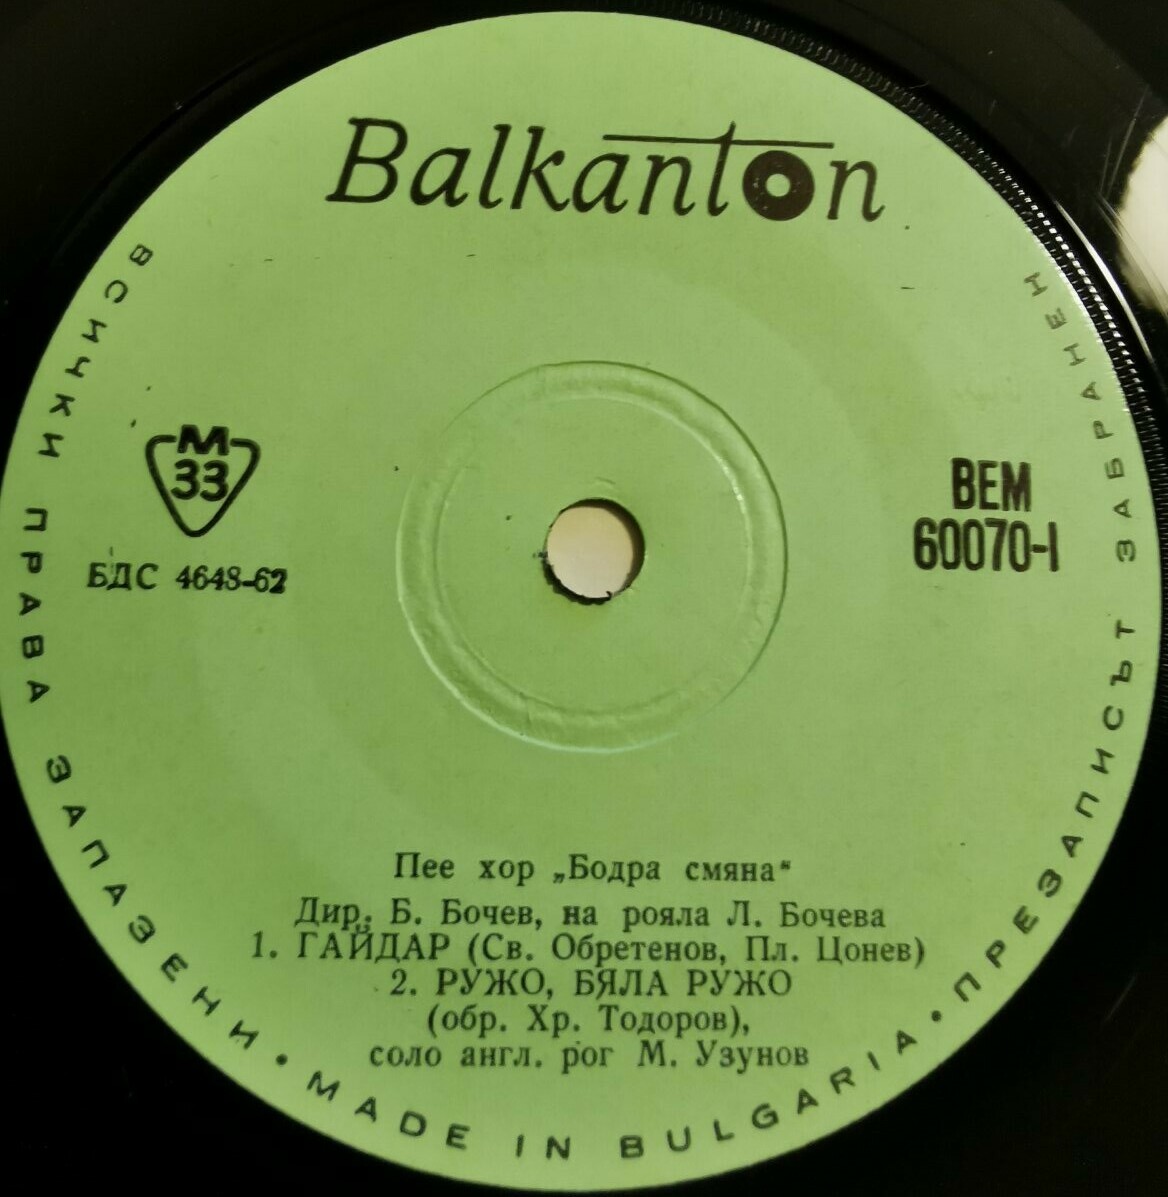 Balkanton
ВСИЧКИ ПРАВА ЗАПАЗЕНИ • MADE IN BULGARIA • ПРЕЗАПИСЪТ ЗАБРАНЕН
М
33
БДС 4648-62
ВЕМ
60070-I
Пее хор „Бодра смяна“
Дир. Б. Бочев, на рояла Л. Бочева
1. ГАЙДАР (Св. Обретенов, Пл. Цонев)
2. РУЖО, БЯЛА РУЖО
(обр. Хр. Тодоров),
соло англ. рог М. Узунов